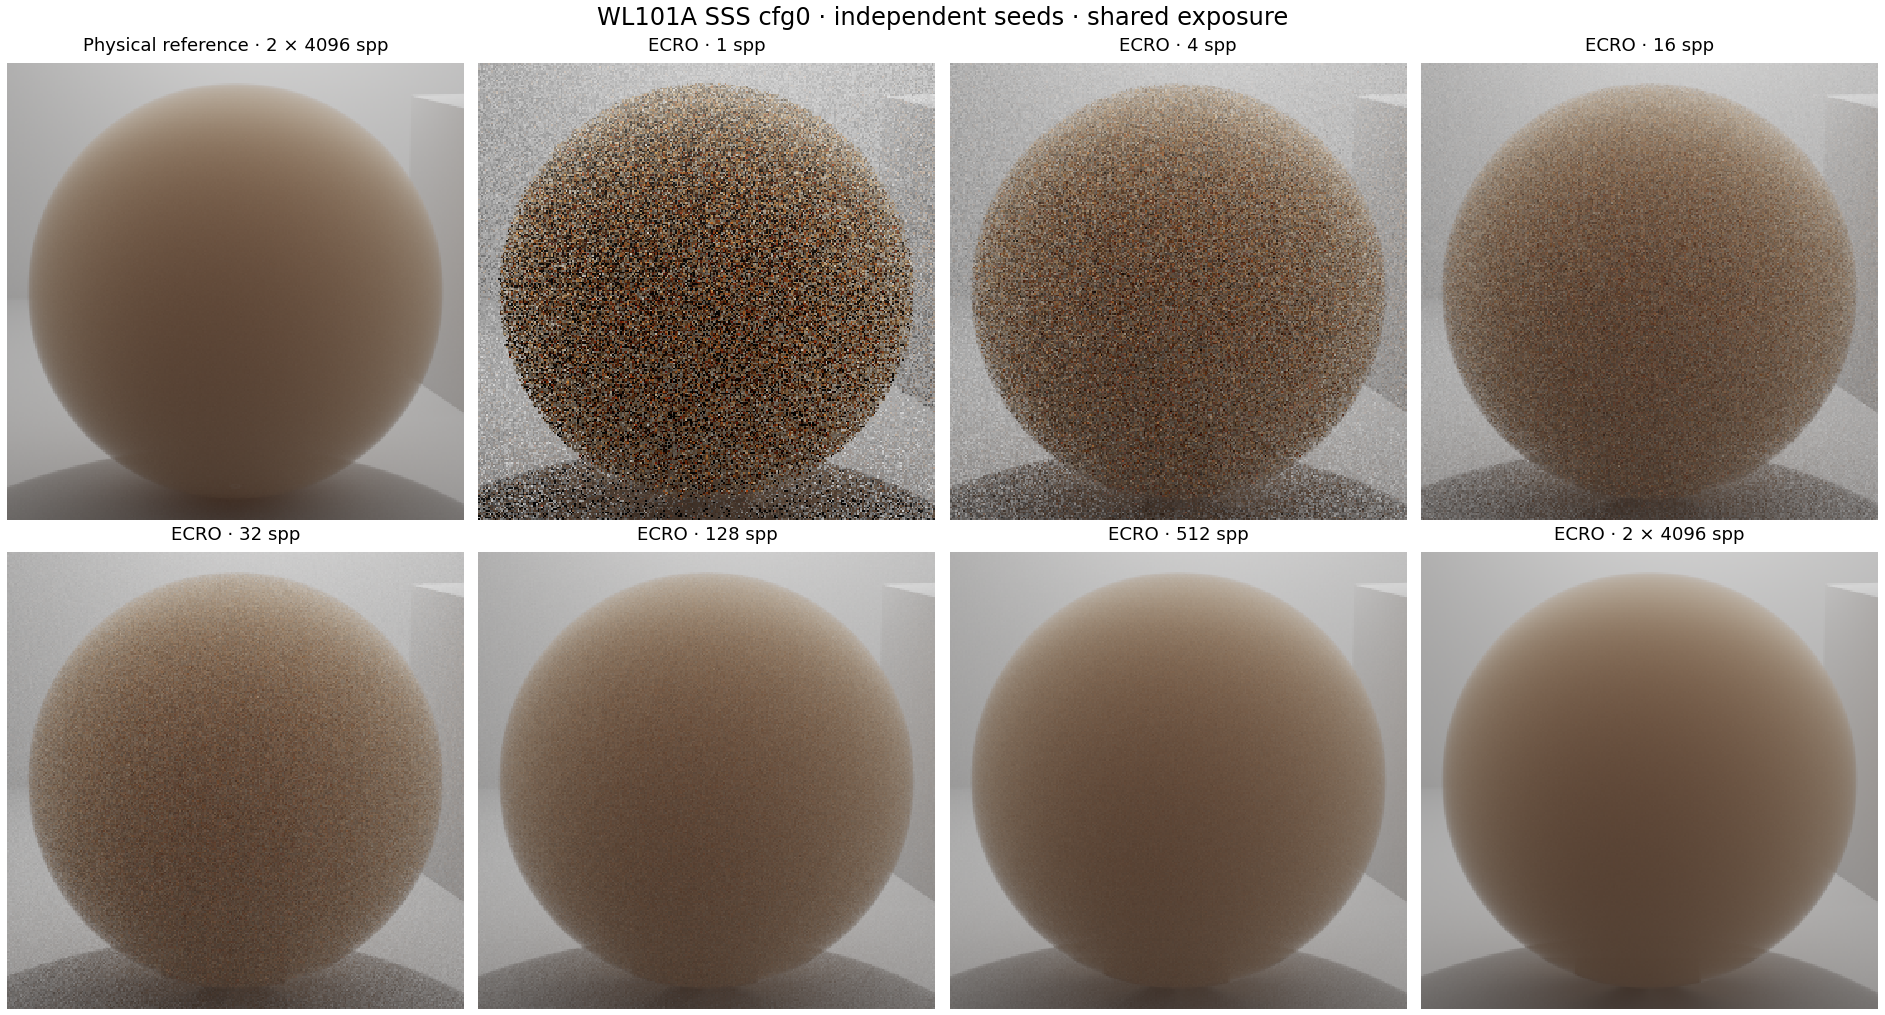 WL101A SSS cfg0 · independent seeds · shared exposure
Physical reference · 2 × 4096 spp
ECRO · 1 spp
ECRO · 4 spp
ECRO · 16 spp
ECRO · 32 spp
ECRO · 128 spp
ECRO · 512 spp
ECRO · 2 × 4096 spp